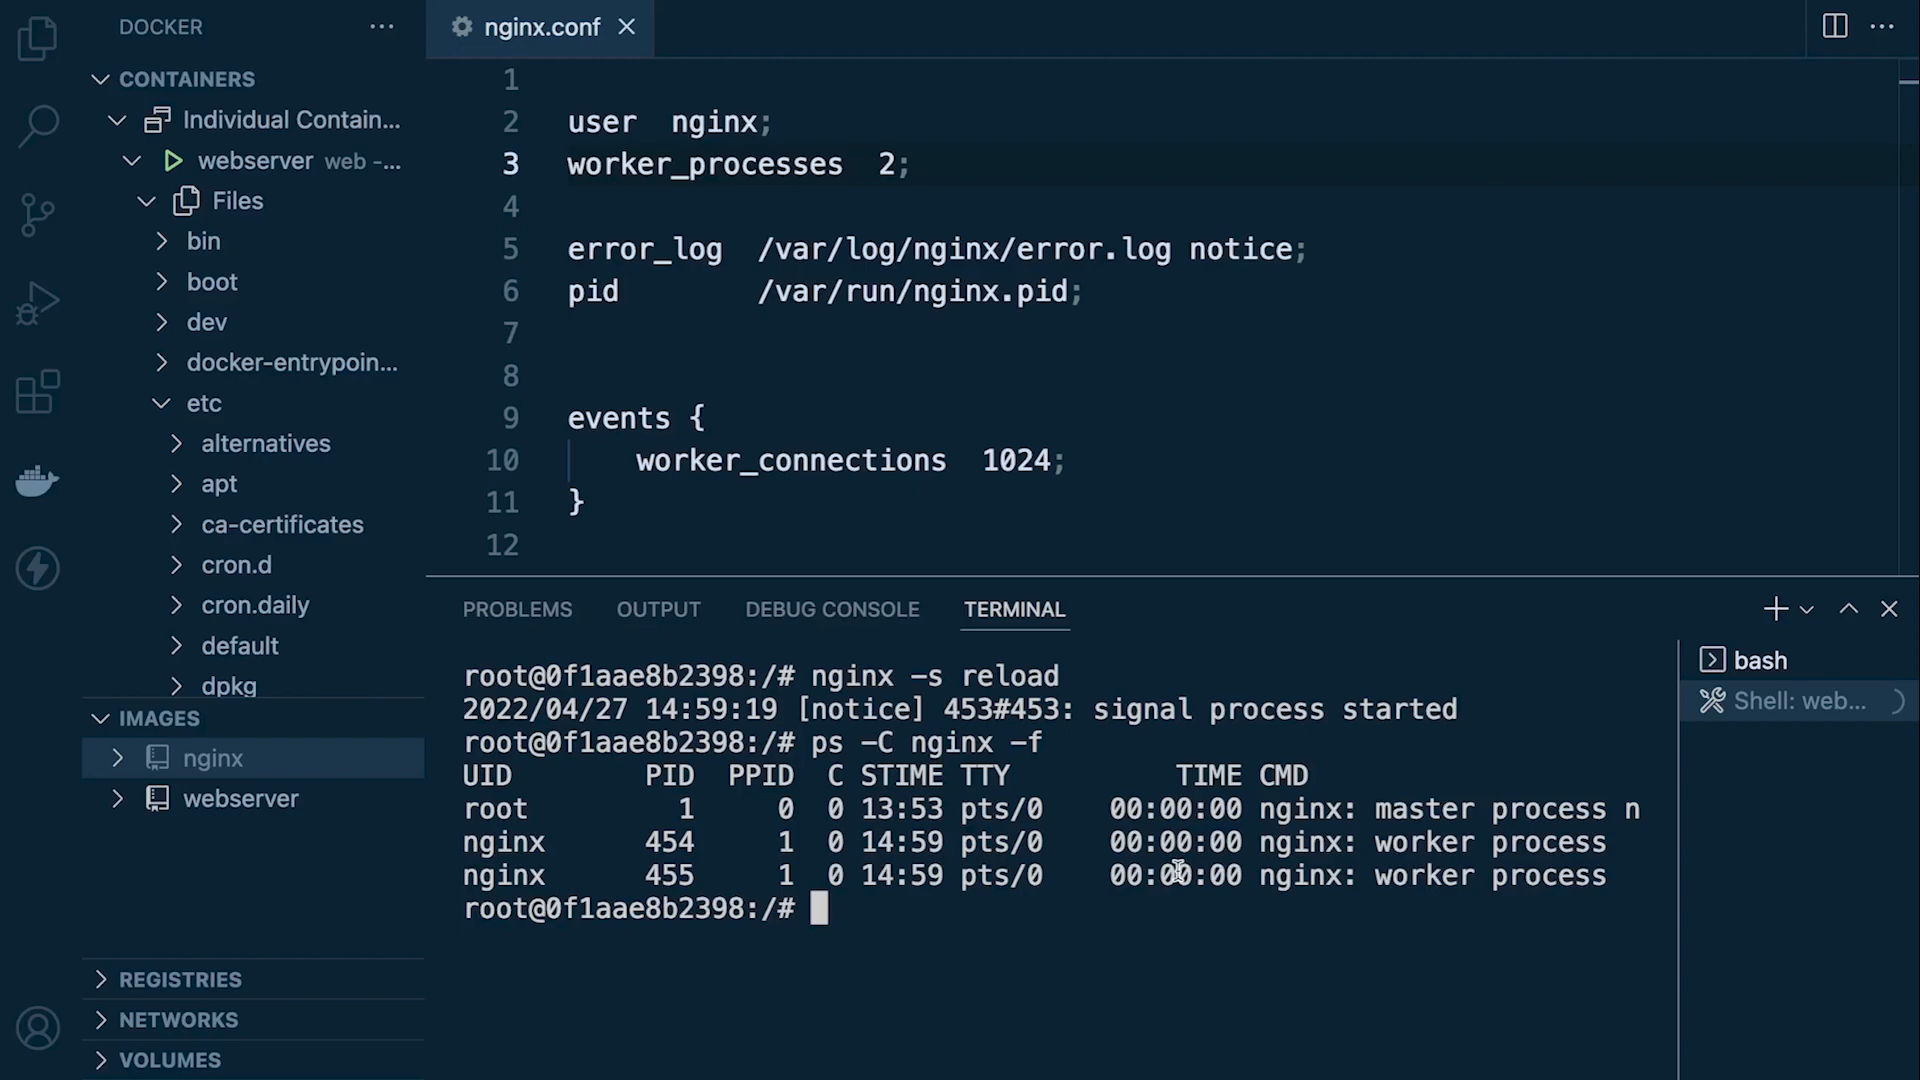 DOCKER
CONTAINERS
Individual Contain...
webserver web -...
Files
bin
boot
dev
docker-entrypoin...
etc
alternatives
apt
ca-certificates
cron.d
cron.daily
default
dpkg
IMAGES
nginx
webserver
REGISTRIES
NETWORKS
VOLUMES
nginx.conf
1
2 user  nginx;
3 worker_processes  2;
4
5 error_log  /var/log/nginx/error.log notice;
6 pid        /var/run/nginx.pid;
7
8
9 events {
10     worker_connections  1024;
11 }
12
PROBLEMS OUTPUT DEBUG CONSOLE TERMINAL
root@0f1aae8b2398:/# nginx -s reload
2022/04/27 14:59:19 [notice] 453#453: signal process started
root@0f1aae8b2398:/# ps -C nginx -f
UID        PID  PPID  C STIME TTY          TIME CMD
root         1     0  0 13:53 pts/0    00:00:00 nginx: master process n
nginx      454     1  0 14:59 pts/0    00:00:00 nginx: worker process
nginx      455     1  0 14:59 pts/0    00:00:00 nginx: worker process
root@0f1aae8b2398:/#
bash
Shell: web...